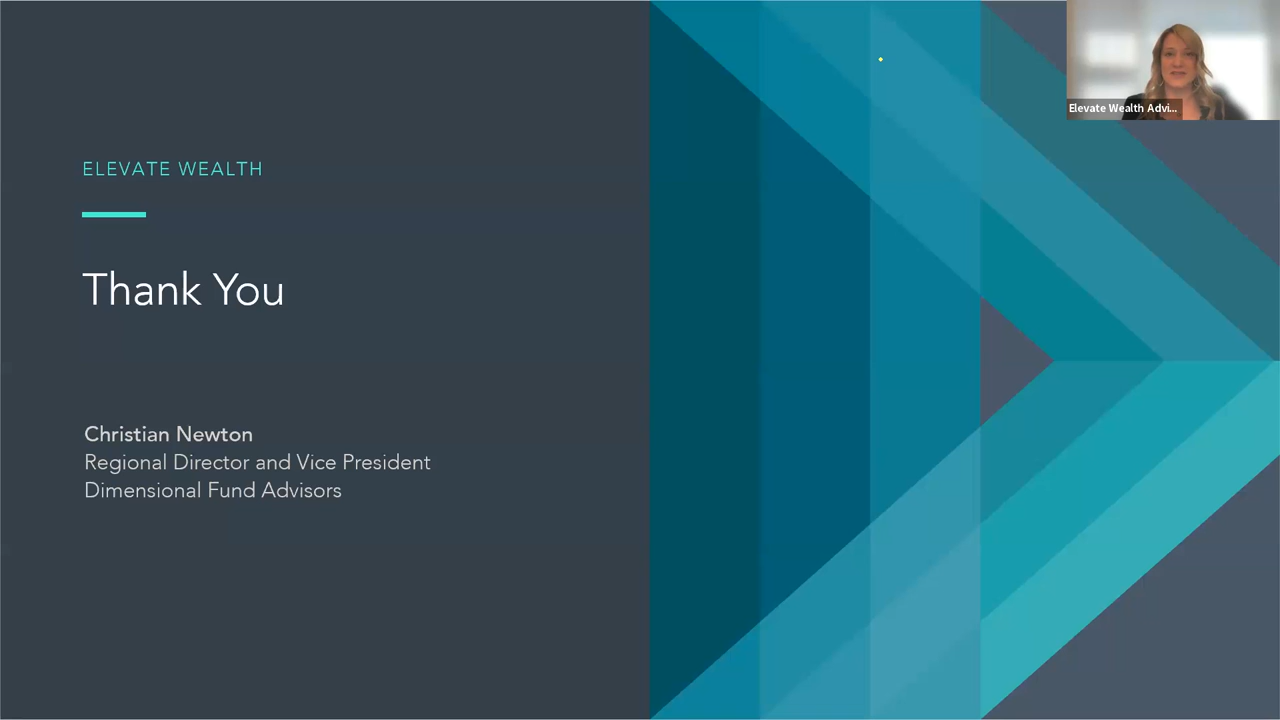 ELEVATE WEALTH
Thank You
Christian Newton
Regional Director and Vice President
Dimensional Fund Advisors
Elevate Wealth Advi...